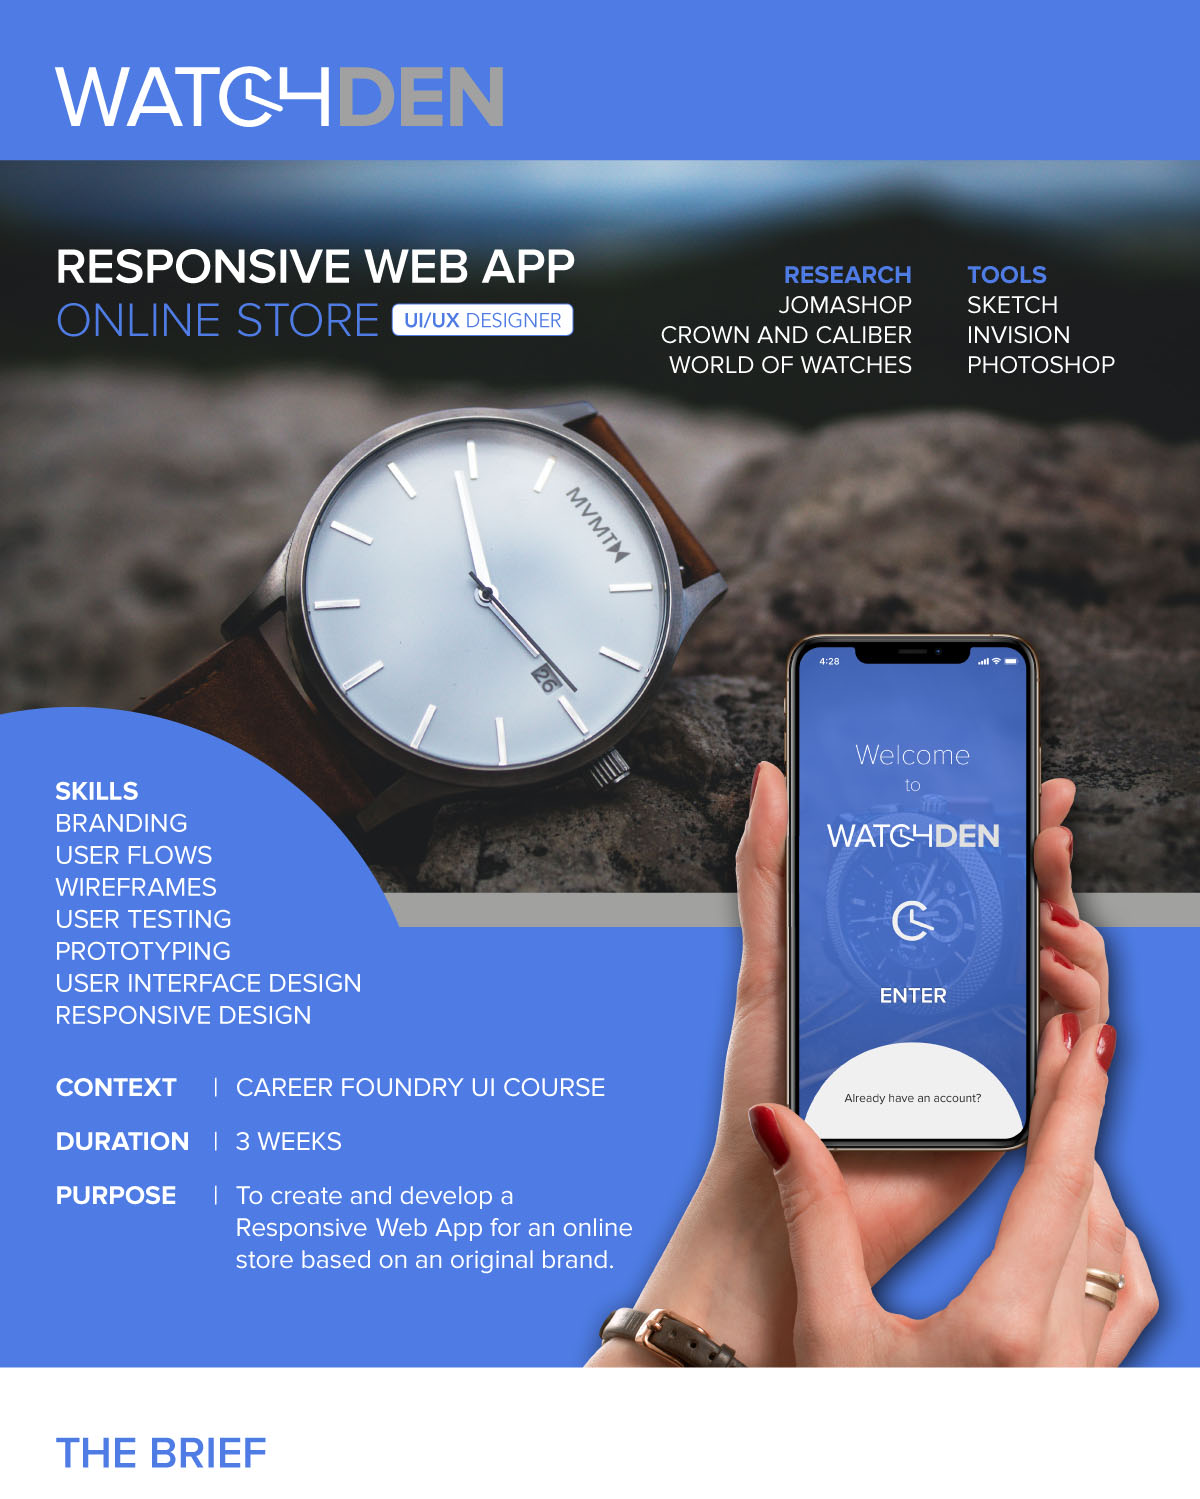 WATCHDEN
RESPONSIVE WEB APP
ONLINE STORE
UI/UX DESIGNER
RESEARCH
JOMASHOP
CROWN AND CALIBER
WORLD OF WATCHES
TOOLS
SKETCH
INVISION
PHOTOSHOP
MVMT
26
SKILLS
BRANDING
USER FLOWS
WIREFRAMES
USER TESTING
PROTOTYPING
USER INTERFACE DESIGN
RESPONSIVE DESIGN
CONTEXT | CAREER FOUNDRY UI COURSE
DURATION | 3 WEEKS
PURPOSE | To create and develop a
Responsive Web App for an online
store based on an original brand.
4:28
Welcome
to
WATCHDEN
FOSSIL
ENTER
Already have an account?
THE BRIEF